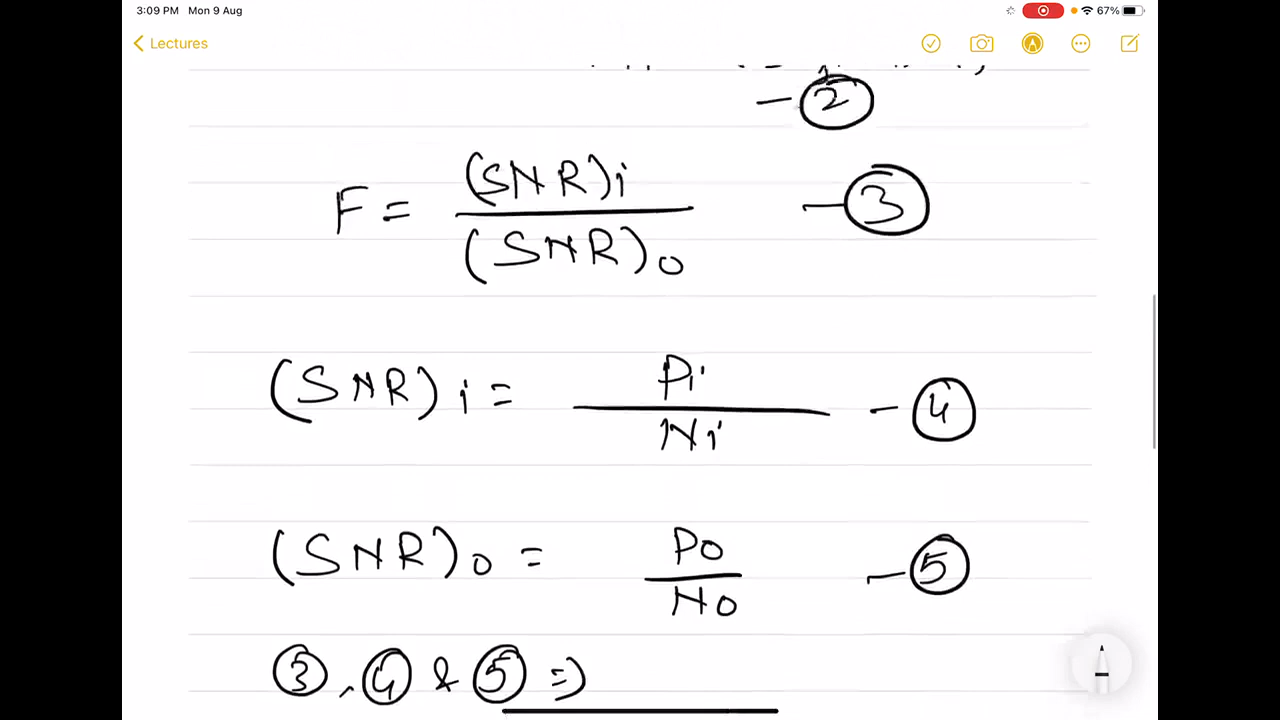 3:09 PM Mon 9 Aug 67%
Lectures
- 2
F = (SNR)i / (SNR)o - 3
(SNR)i = Pi / Ni - 4
(SNR)o = Po / No - 5
3, 4 & 5 =>